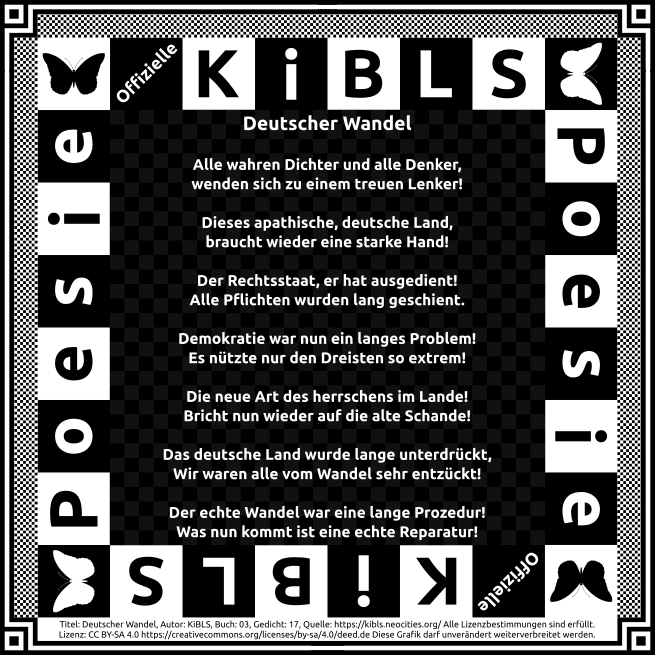 Offizielle KiBLS
Poesie
Poesie
Deutscher Wandel
Alle wahren Dichter und alle Denker,
wenden sich zu einem treuen Lenker!
Dieses apathische, deutsche Land,
braucht wieder eine starke Hand!
Der Rechtsstaat, er hat ausgedient!
Alle Pflichten wurden lang geschient.
Demokratie war nun ein langes Problem!
Es nützte nur den Dreisten so extrem!
Die neue Art des herrschens im Lande!
Bricht nun wieder auf die alte Schande!
Das deutsche Land wurde lange unterdrückt,
Wir waren alle vom Wandel sehr entzückt!
Der echte Wandel war eine lange Prozedur!
Was nun kommt ist eine echte Reparatur!
Offizielle KiBLS
Titel: Deutscher Wandel, Autor: KiBLS, Buch: 03, Gedicht: 17, Quelle: https://kibls.neocities.org/ Alle Lizenzbestimmungen sind erfüllt.
Lizenz: CC BY-SA 4.0 https://creativecommons.org/licenses/by-sa/4.0/deed.de Diese Grafik darf unverändert weiterverbreitet werden.